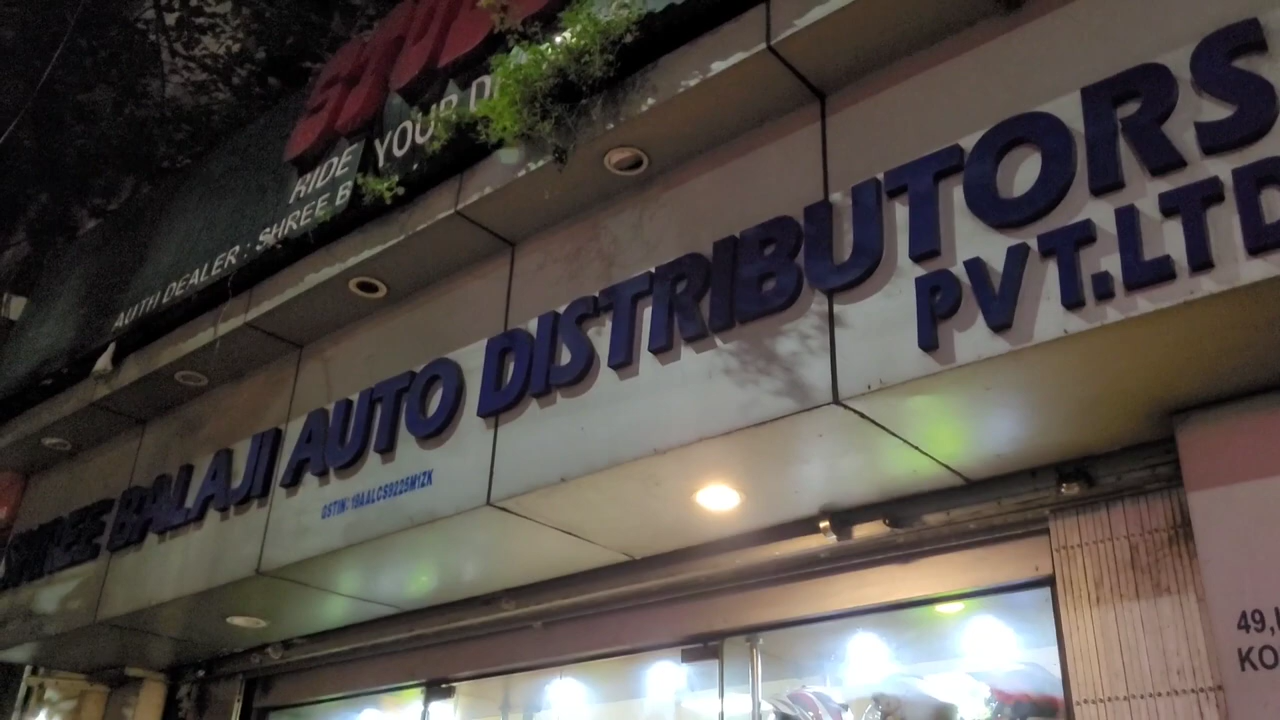 RIDE YOUR
AUTH DEALER : SHREE B
SHREE BALAJI AUTO DISTRIBUTORS
PVT.LTD
GSTIN: 19AALCS9225M1ZK
49,
KO